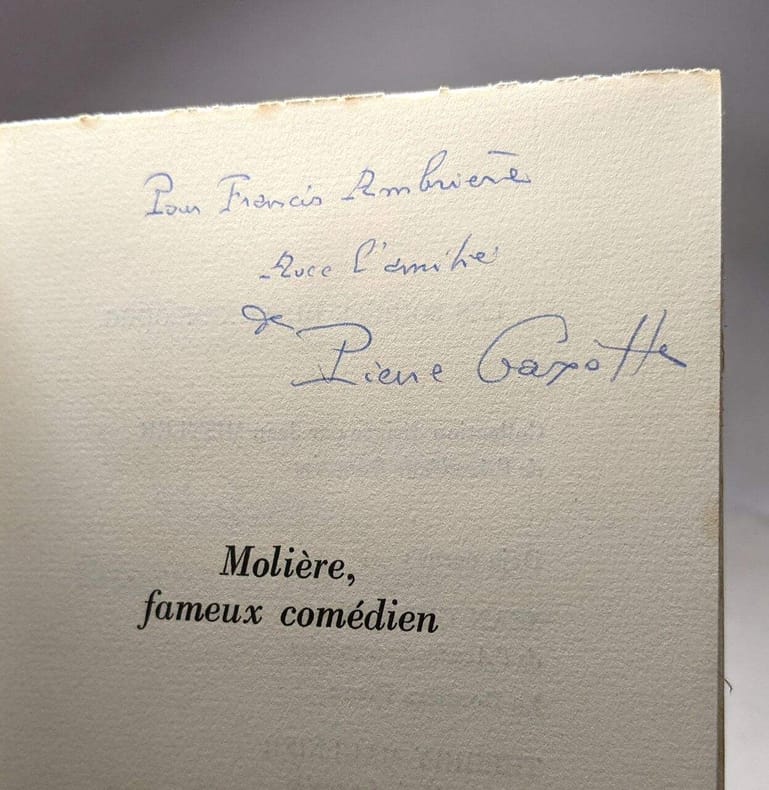 Pour Francis Ambrière
Avec l'amitié
de
Pierre Gaxotte
Molière,
fameux comédien